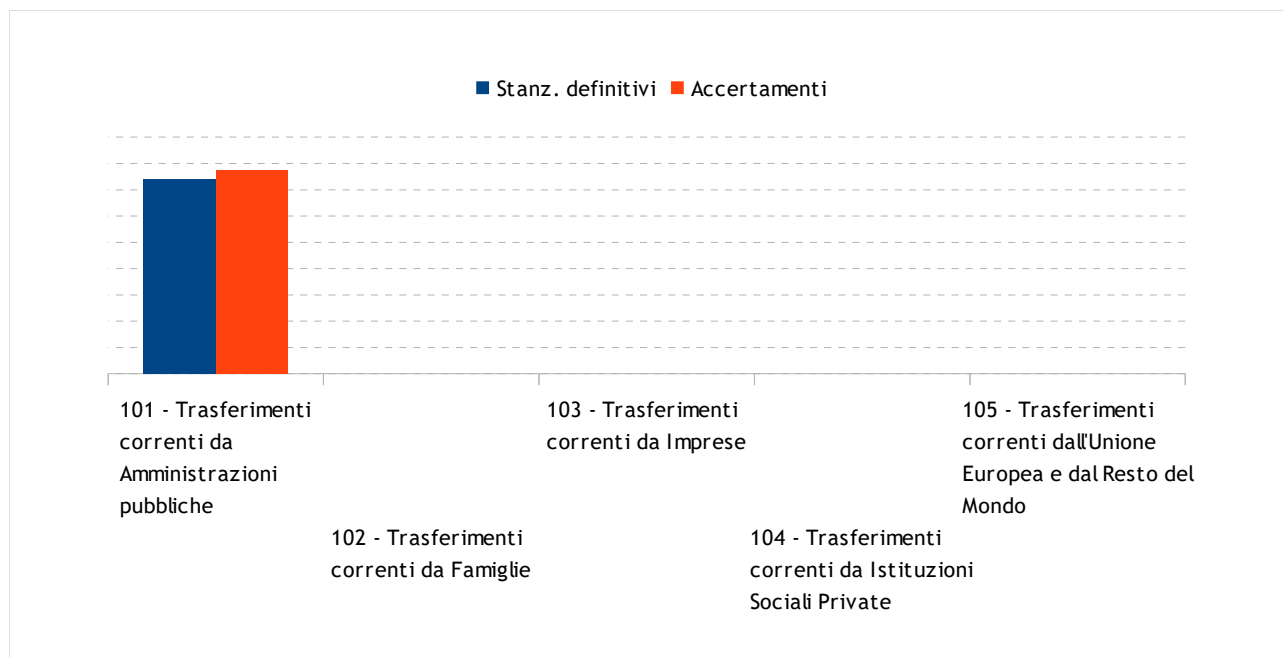 Stanz. definitivi Accertamenti
101 - Trasferimenti
correnti da
Amministrazioni
pubbliche
102 - Trasferimenti
correnti da Famiglie
103 - Trasferimenti
correnti da Imprese
104 - Trasferimenti
correnti da Istituzioni
Sociali Private
105 - Trasferimenti
correnti dall'Unione
Europea e dal Resto del
Mondo